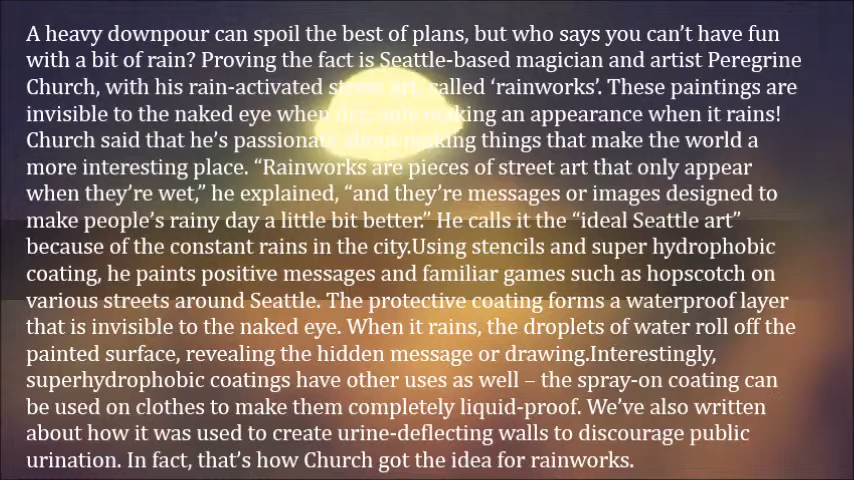 A heavy downpour can spoil the best of plans, but who says you can't have fun
with a bit of rain? Proving the fact is Seattle-based magician and artist Peregrine
Church, with his rain-activated street art, called ‘rainworks’. These paintings are
invisible to the naked eye when dry, only making an appearance when it rains!
Church said that he’s passionate about making things that make the world a
more interesting place. “Rainworks are pieces of street art that only appear
when they’re wet,” he explained, “and they’re messages or images designed to
make people’s rainy day a little bit better.” He calls it the “ideal Seattle art”
because of the constant rains in the city.Using stencils and super hydrophobic
coating, he paints positive messages and familiar games such as hopscotch on
various streets around Seattle. The protective coating forms a waterproof layer
that is invisible to the naked eye. When it rains, the droplets of water roll off the
painted surface, revealing the hidden message or drawing.Interestingly,
superhydrophobic coatings have other uses as well – the spray-on coating can
be used on clothes to make them completely liquid-proof. We’ve also written
about how it was used to create urine-deflecting walls to discourage public
urination. In fact, that’s how Church got the idea for rainworks.